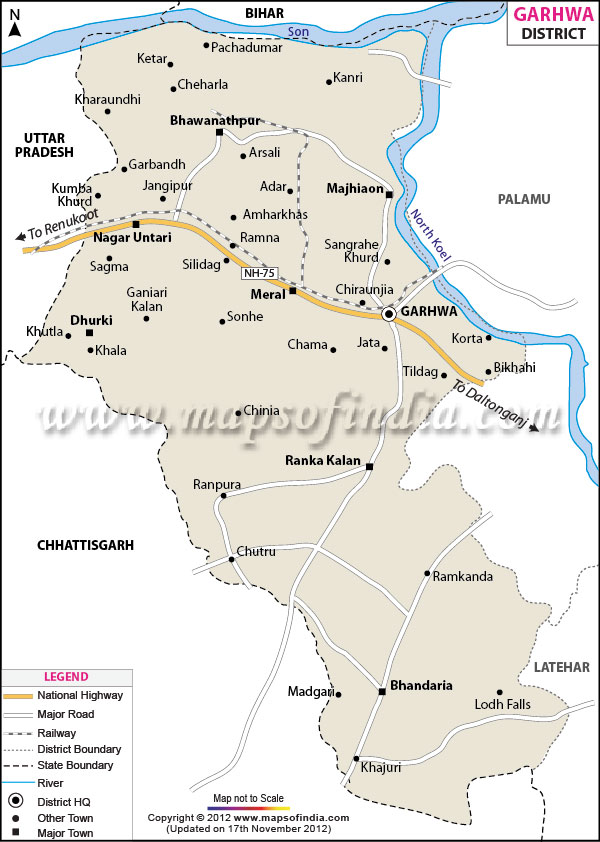 N
BIHAR
GARHWA
DISTRICT
Son
Pachadumar
Ketar
Kanri
Cheharla
Kharaundhi
Bhawanathpur
UTTAR
PRADESH
Arsali
Garbandh
Kumba
Khurd
Jangipur
Adar
Majhiaon
PALAMU
To Renukoot
Amharkhas
North Koel
Nagar Untari
Ramna
Sangrahe
Khurd
Sagma
Silidag
NH-75
Meral
Chiraunjia
Ganiari
Kalan
GARHWA
Dhurki
Sonhe
Khutla
Khala
Chama
Jata
Korta
Tildag
Bikhahi
To Daltonganj
www.mapsofindia.com
Chinia
Ranka Kalan
Ranpura
CHHATTISGARH
Chutru
Ramkanda
LATEHAR
Madgari
Bhandaria
Lodh Falls
Khajuri
LEGEND
National Highway
Major Road
Railway
District Boundary
State Boundary
River
District HQ
Other Town
Major Town
Map not to Scale
Copyright © 2012 www.mapsofindia.com
(Updated on 17th November 2012)